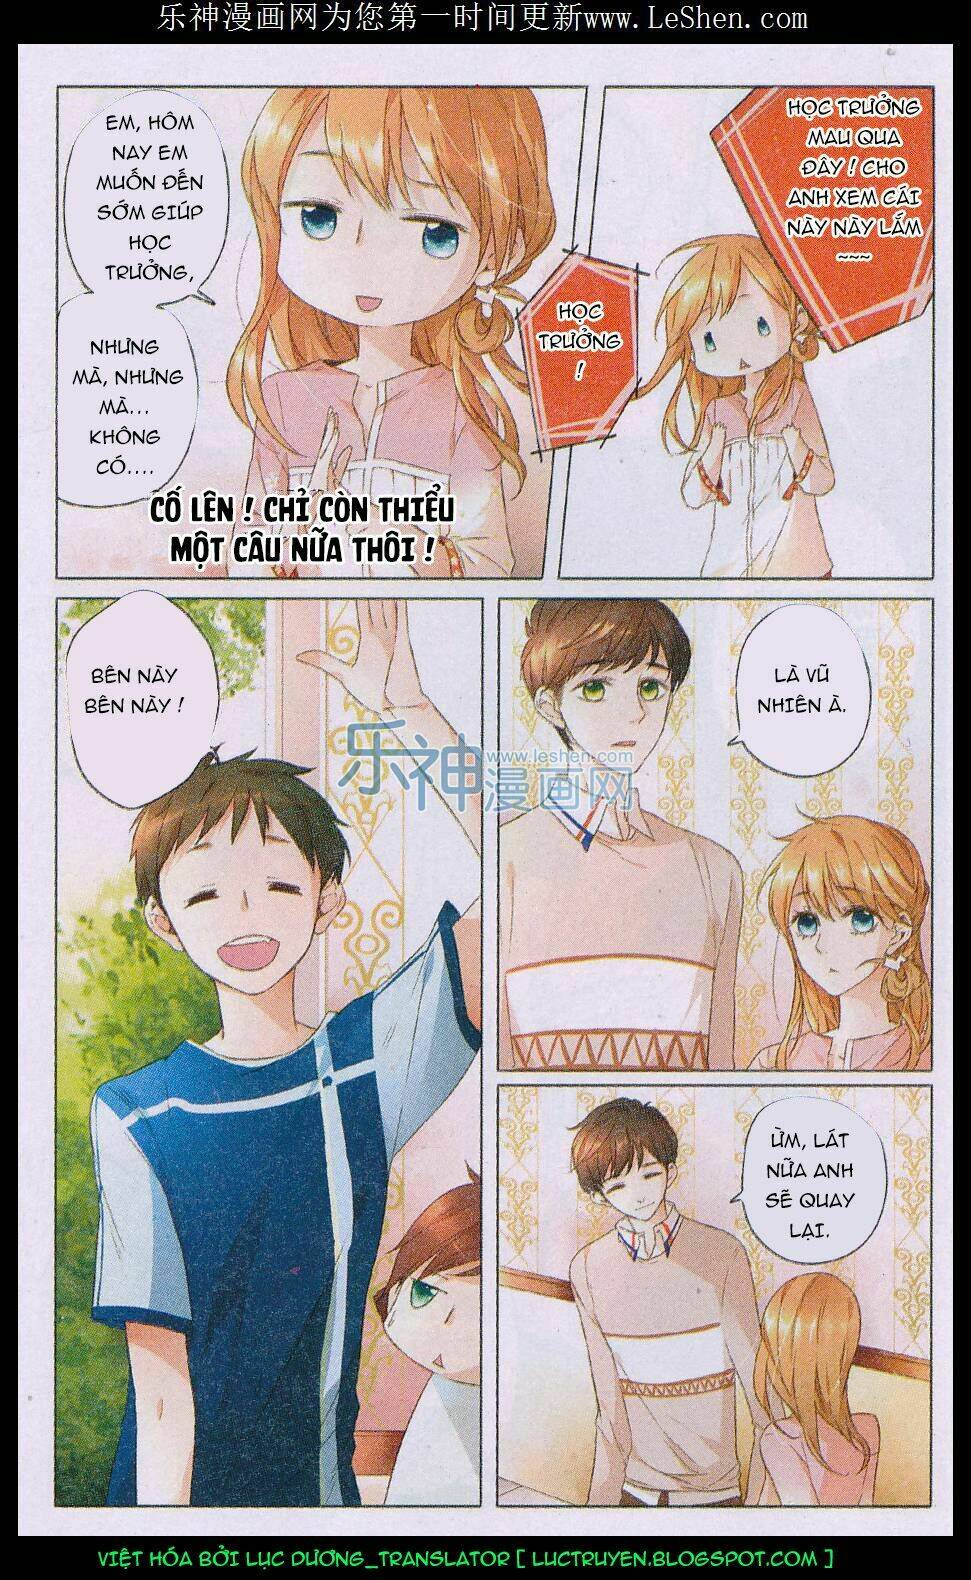 乐神漫画网为您第一时间更新www.LeShen.com
EM, HÔM
NAY EM
MUỐN ĐẾN
SỚM GIÚP
HỌC
TRƯỞNG,
NHƯNG
MÀ, NHƯNG
MÀ...
KHÔNG
CÓ....
CỐ LÊN ! CHỈ CÒN THIỂU
MỘT CÂU NỮA THÔI !
HỌC
TRƯỞNG
!
HỌC TRƯỞNG
MAU QUA
ĐÂY ! CHO
ANH XEM CÁI
NÀY NÀY LẮM
~~~
BÊN NÀY
BÊN NÀY !
LÀ VŨ
NHIÊN À.
乐神漫画网
www.leshen.com
ỪM, LÁT
NỮA ANH
SẼ QUAY
LẠI.
VIỆT HÓA BỞI LỤC DƯƠNG_TRANSLATOR [ LUCTRUYEN.BLOGSPOT.COM ]